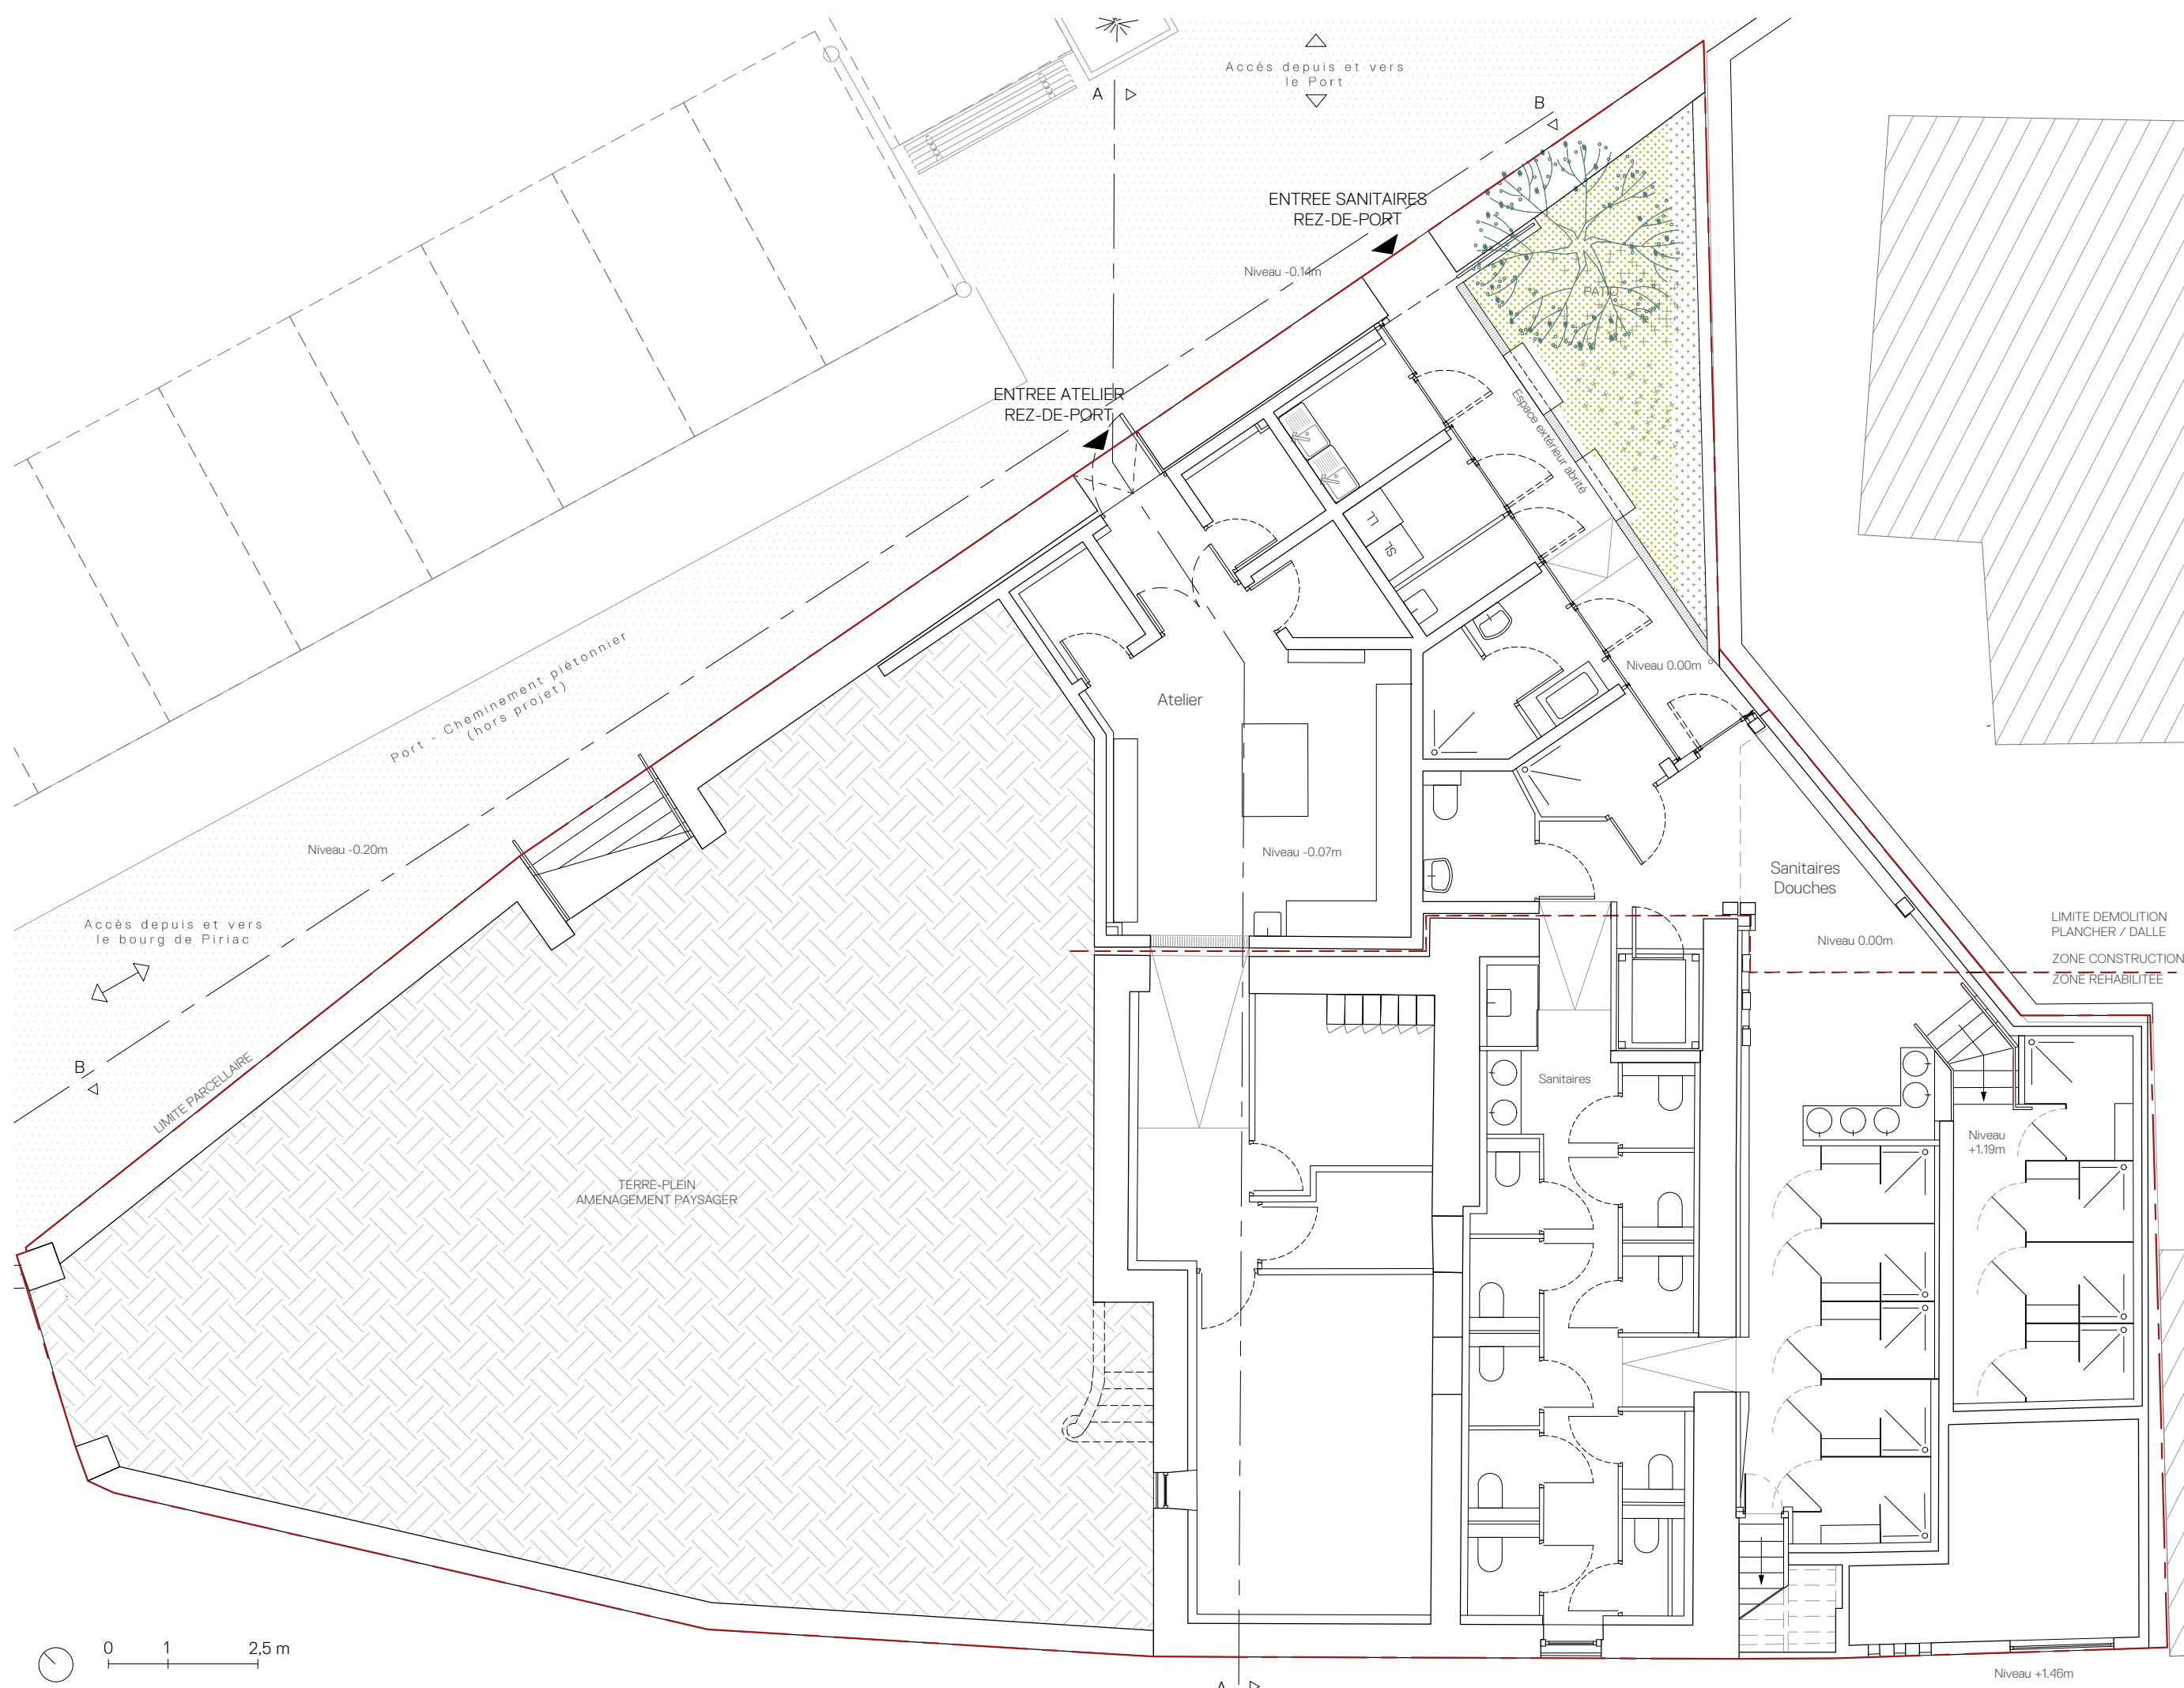 Accès depuis et vers
le Port
A
B
ENTREE SANITAIRES
REZ-DE-PORT
Niveau -0.14m
PATIO
ENTREE ATELIER
REZ-DE-PORT
Espace extérieur abrité
LL
SL
Port - Cheminement piétonnier
(hors projet)
Niveau 0.00m
Atelier
Niveau -0.20m
Niveau -0.07m
Sanitaires
Douches
Accès depuis et vers
le bourg de Piriac
LIMITE DEMOLITION
PLANCHER / DALLE
Niveau 0.00m
ZONE CONSTRUCTION
ZONE REHABILITEE
B
LIMITE PARCELLAIRE
Sanitaires
Niveau
+1.19m
TERRE-PLEIN
AMENAGEMENT PAYSAGER
0 1 2,5 m
Niveau +1.46m
A